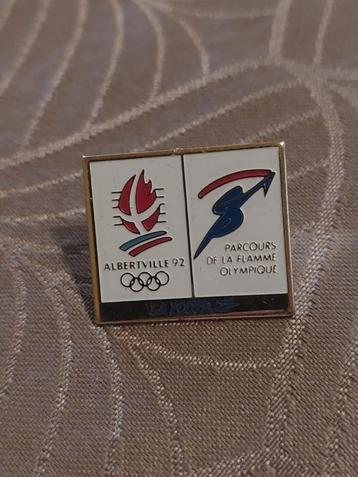 ALBERTVILLE 92
PARCOURS
DE LA FLAMME
OLYMPIQUE